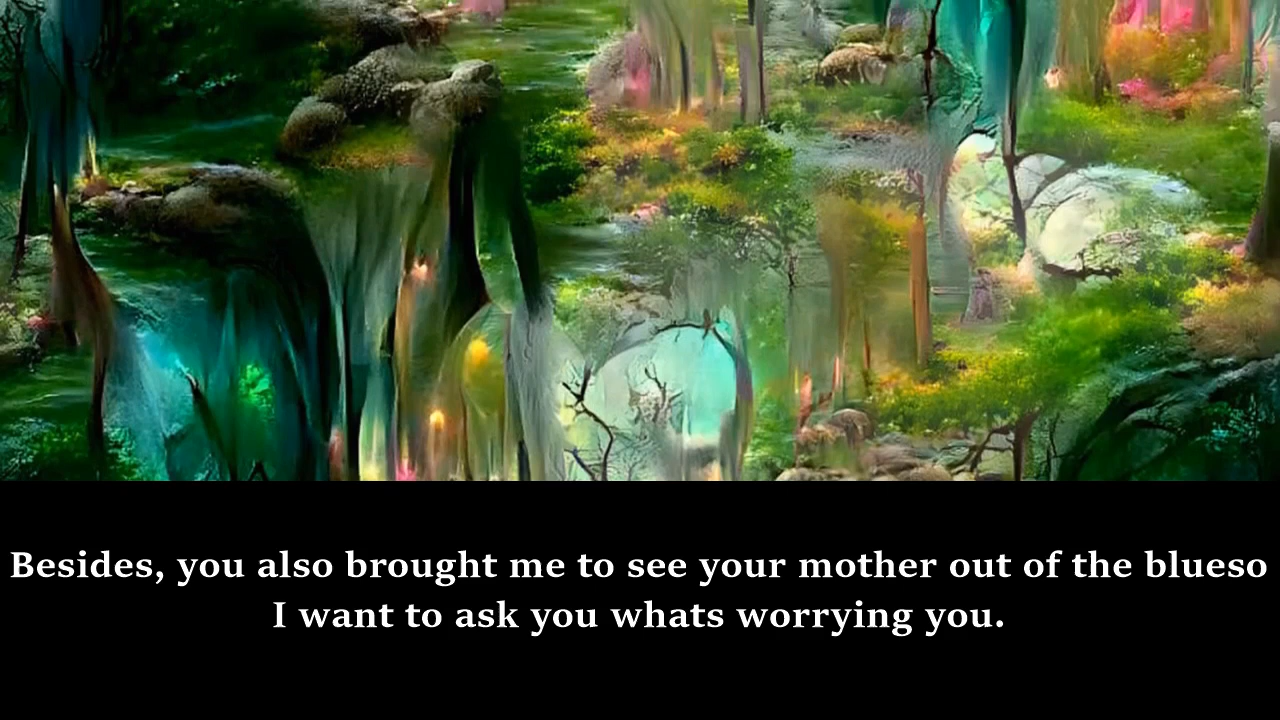 Besides, you also brought me to see your mother out of the blueso
I want to ask you whats worrying you.